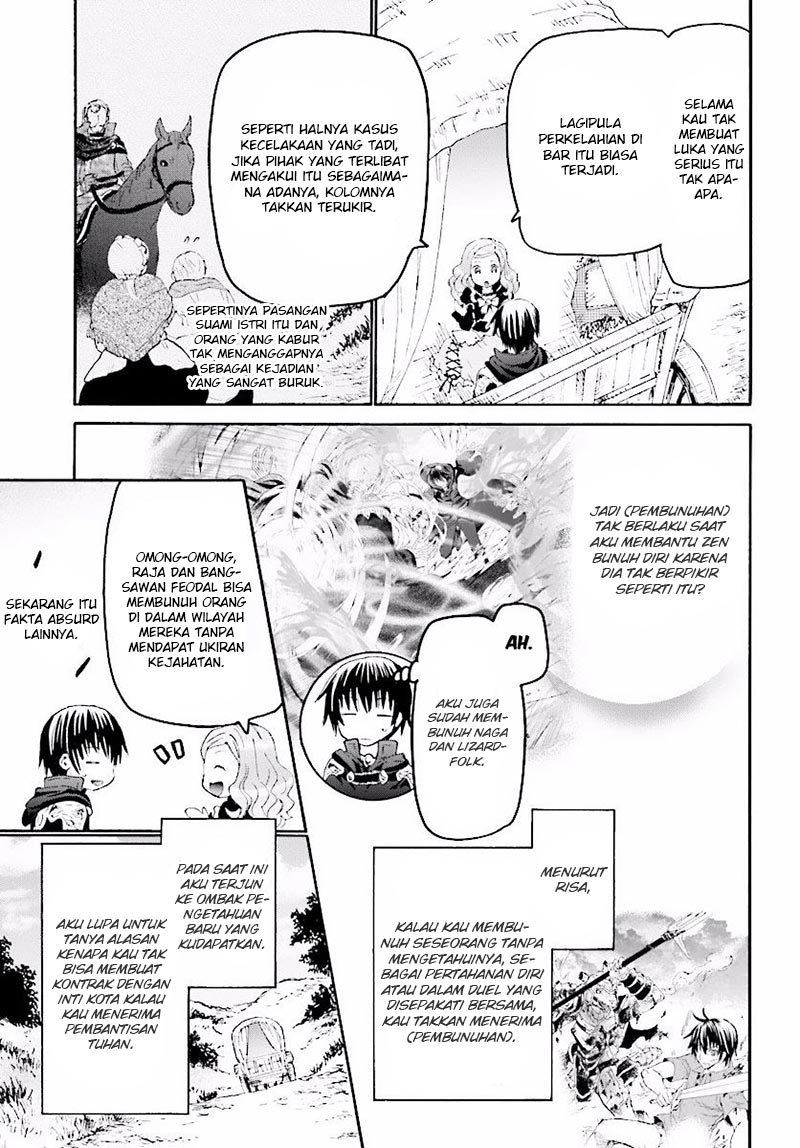 SELAMA
KAU TAK
MEMBUAT
LUKA YANG
SERIUS ITU
TAK APA-
APA.
LAGIPULA
PERKELAHIAN DI
BAR ITU BIASA
TERJADI.
SEPERTI HALNYA KASUS
KECELAKAAN YANG TADI,
JIKA PIHAK YANG TERLIBAT
MENGAKUI ITU SEBAGAIMA-
NA ADANYA, KOLOMNYA
TAKKAN TERUKIR.
SEPERTINYA PASANGAN
SUAMI ISTRI ITU DAN,
ORANG YANG KABUR
TAK MENGANGGAPNYA
SEBAGAI KEJADIAN
YANG SANGAT BURUK.
JADI (PEMBUNUHAN)
TAK BERLAKU SAAT
AKU MEMBANTU ZEN
BUNUH DIRI KARENA
DIA TAK BERPIKIR
SEPERTI ITU?
AH.
AKU JUGA
SUDAH MEM-
BUNUH NAGA
DAN LIZARD-
FOLK.
MENURUT
RISA,
KALAU KAU MEMBU-
NUH SESEORANG TANPA
MENGETAHUINYA, SE-
BAGAI PERTAHANAN DIRI
ATAU DALAM DUEL YANG
DISEPAKATI BERSAMA,
KAU TAKKAN MENERIMA
(PEMBUNUHAN).
OMONG-OMONG,
RAJA DAN BANG-
SAWAN FEODAL BISA
MEMBUNUH ORANG
DI DALAM WILAYAH
MEREKA TANPA
MENDAPAT UKIRAN
KEJAHATAN.
SEKARANG ITU
FAKTA ABSURD
LAINNYA.
PADA SAAT INI
AKU TERJUN
KE OMBAK PE-
NGETAHUAN
BARU YANG
KUDAPATKAN.
AKU LUPA UNTUK
TANYA ALASAN
KENAPA KAU TAK
BISA MEMBUAT
KONTRAK DENGAN
INTI KOTA KALAU
KAU MENERIMA
PEMBANTISAN
TUHAN.